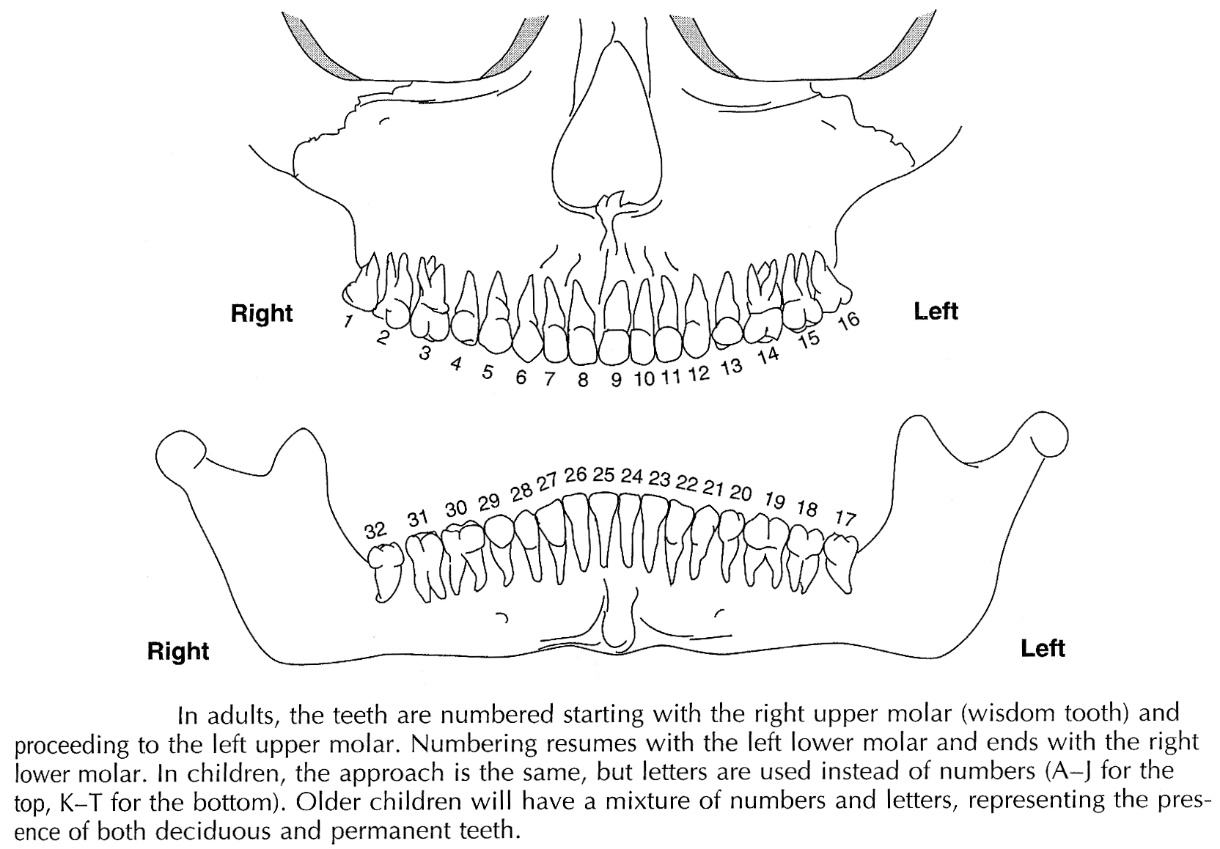 Right
Left
1 2 3 4 5 6 7 8 9 10 11 12 13 14 15 16
32 31 30 29 28 27 26 25 24 23 22 21 20 19 18 17
Right
Left
In adults, the teeth are numbered starting with the right upper molar (wisdom tooth) and
proceeding to the left upper molar. Numbering resumes with the left lower molar and ends with the right
lower molar. In children, the approach is the same, but letters are used instead of numbers (A–J for the
top, K–T for the bottom). Older children will have a mixture of numbers and letters, representing the pres-
ence of both deciduous and permanent teeth.